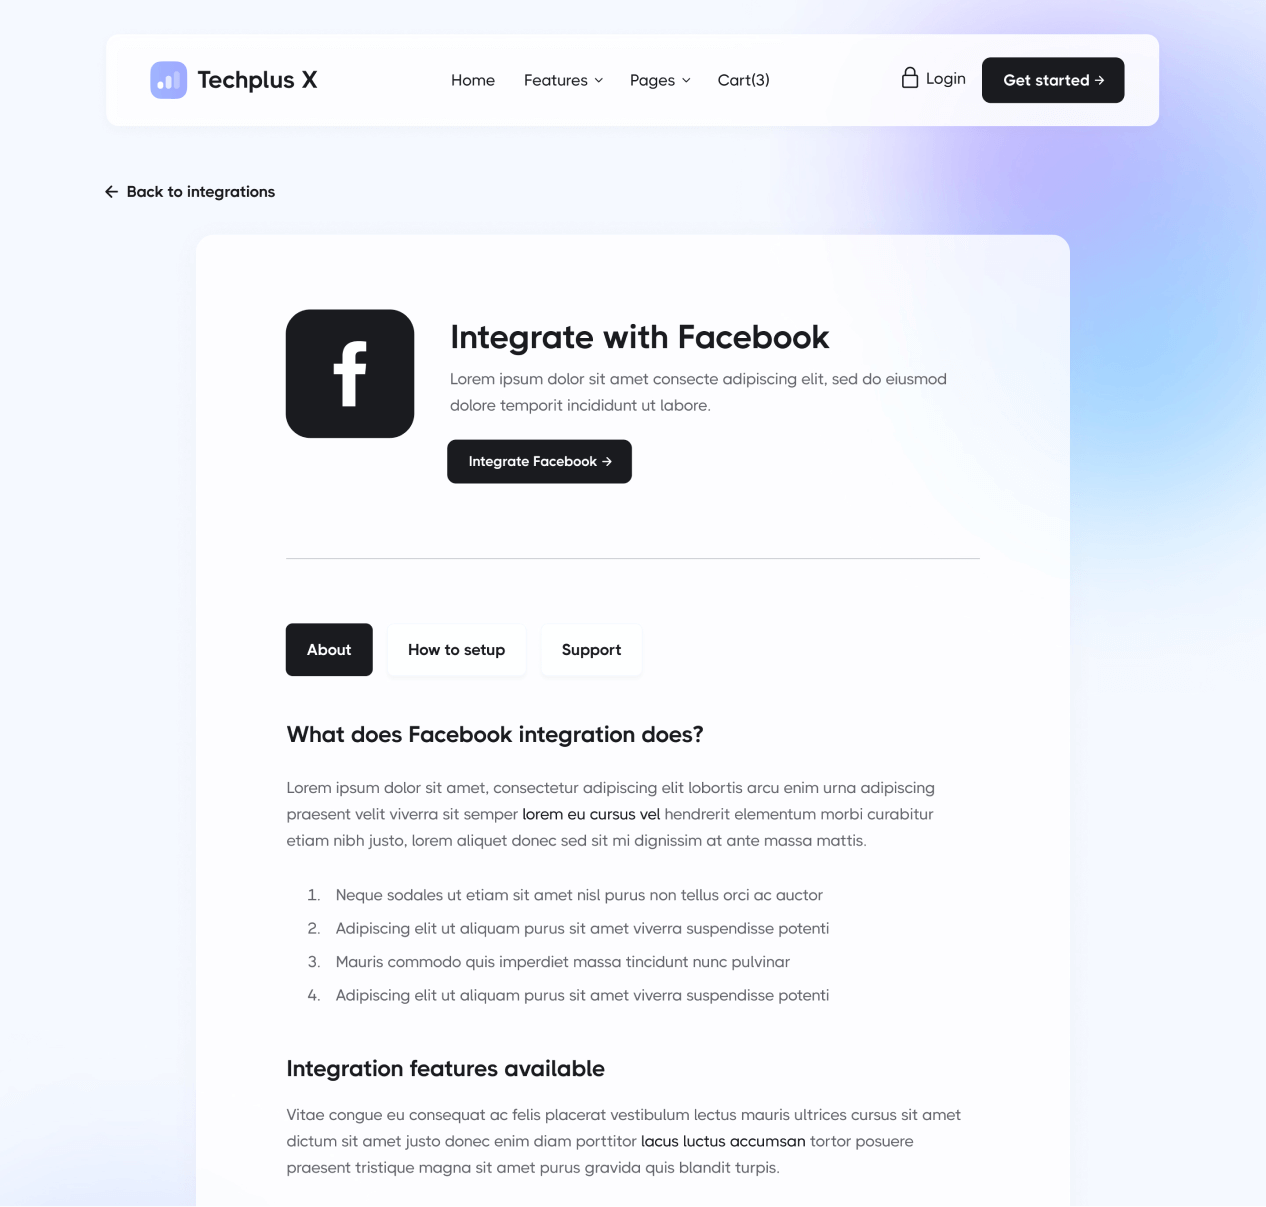 Techplus X
Home
Features
Pages
Cart(3)
Login
Get started →
← Back to integrations
Integrate with Facebook
Lorem ipsum dolor sit amet consecte adipiscing elit, sed do eiusmod
dolore temporit incididunt ut labore.
Integrate Facebook →
About
How to setup
Support
What does Facebook integration does?
Lorem ipsum dolor sit amet, consectetur adipiscing elit lobortis arcu enim urna adipiscing
praesent velit viverra sit semper lorem eu cursus vel hendrerit elementum morbi curabitur
etiam nibh justo, lorem aliquet donec sed sit mi dignissim at ante massa mattis.
1. Neque sodales ut etiam sit amet nisl purus non tellus orci ac auctor
2. Adipiscing elit ut aliquam purus sit amet viverra suspendisse potenti
3. Mauris commodo quis imperdiet massa tincidunt nunc pulvinar
4. Adipiscing elit ut aliquam purus sit amet viverra suspendisse potenti
Integration features available
Vitae congue eu consequat ac felis placerat vestibulum lectus mauris ultrices cursus sit amet
dictum sit amet justo donec enim diam porttitor lacus luctus accumsan tortor posuere
praesent tristique magna sit amet purus gravida quis blandit turpis.